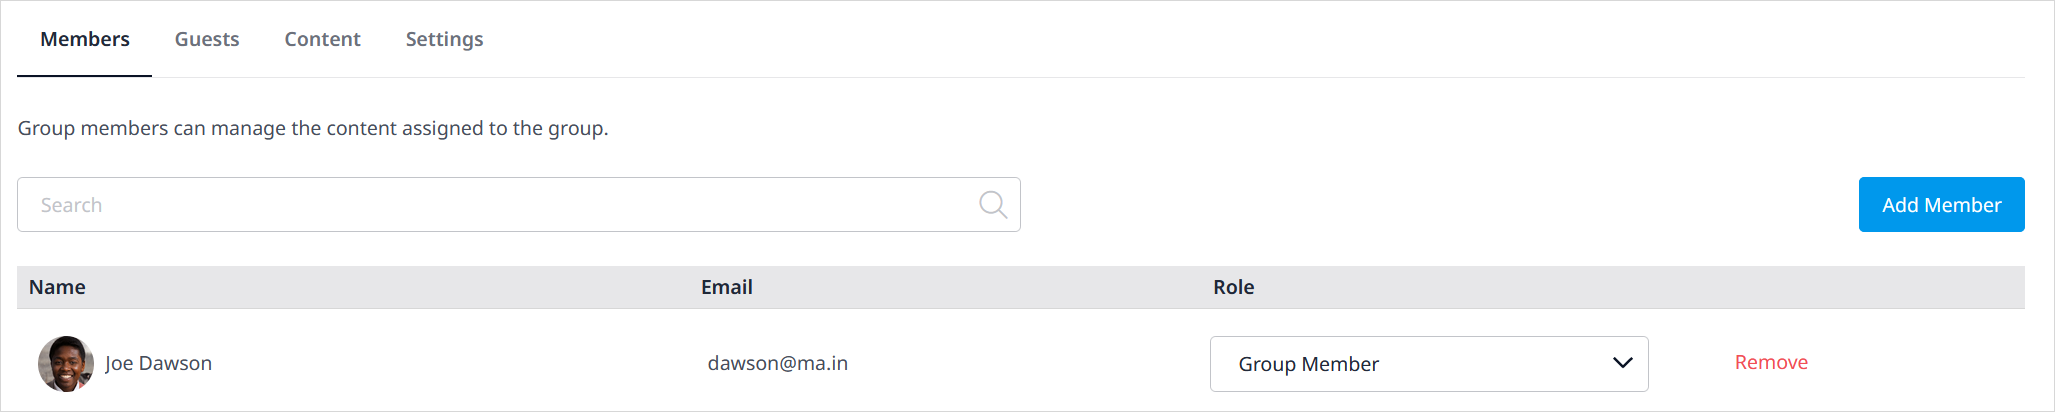 Members Guests Content Settings
Group members can manage the content assigned to the group.
Search Add Member
Name Email Role
Joe Dawson dawson@ma.in Group Member Remove